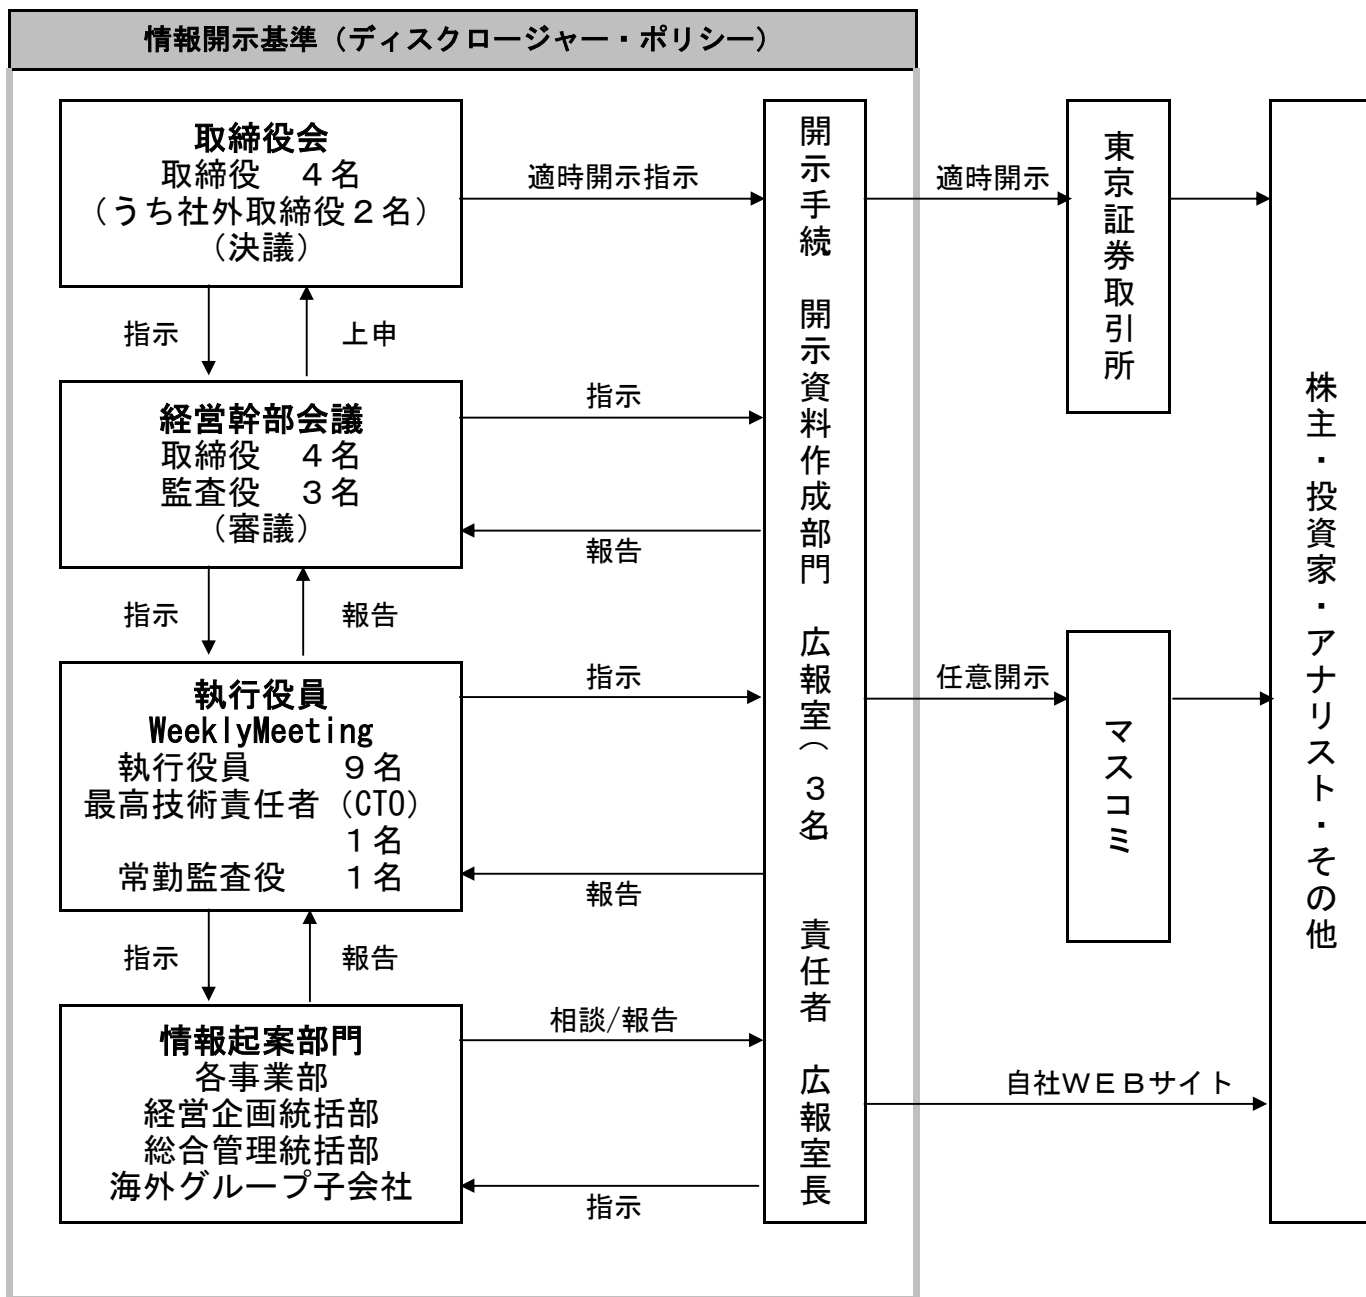 情報開示基準（ディスクロージャー・ポリシー）
取締役会
取締役　４名
（うち社外取締役２名）
（決議）
適時開示指示
指示
上申
経営幹部会議
取締役　４名
監査役　３名
（審議）
指示
報告
指示
報告
執行役員
WeeklyMeeting
執行役員　　９名
最高技術責任者（CTO）
１名
常勤監査役　１名
指示
報告
指示
報告
情報起案部門
各事業部
経営企画統括部
総合管理統括部
海外グループ子会社
相談/報告
指示
開示手続　開示資料作成部門　広報室（３名）　責任者　広報室長
適時開示
東京証券取引所
任意開示
マスコミ
自社ＷＥＢサイト
株主・投資家・アナリスト・その他